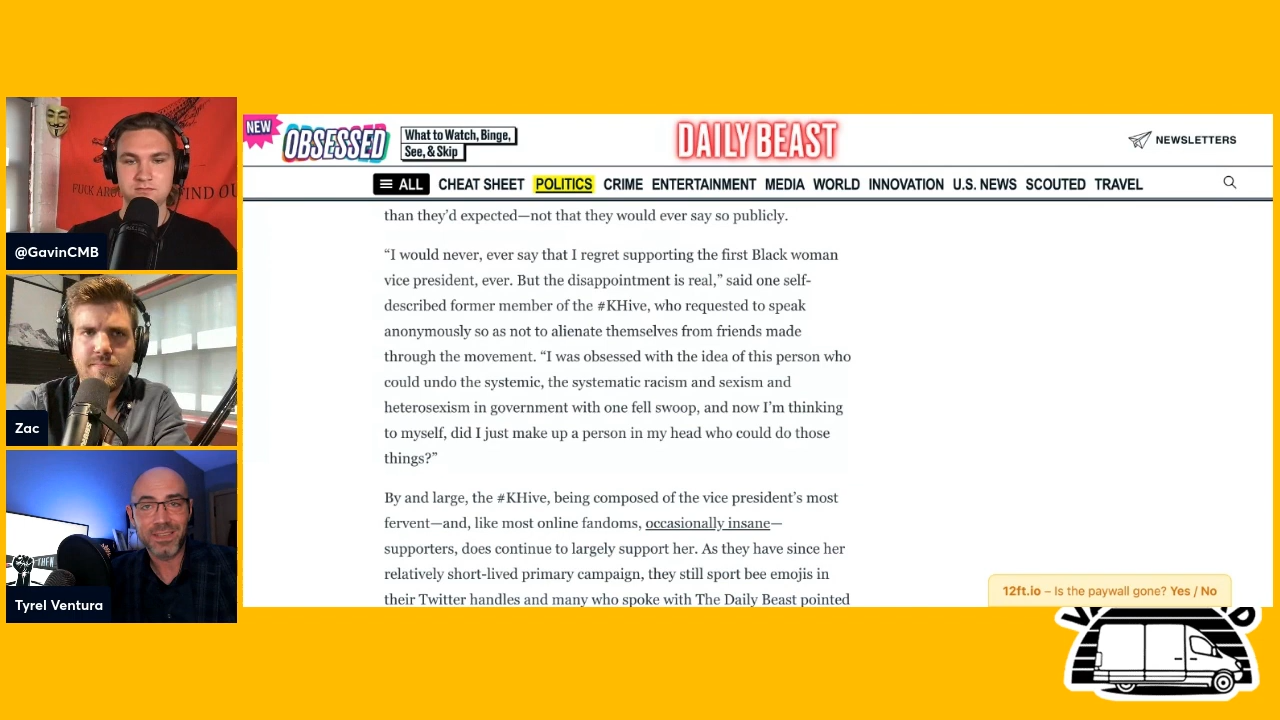 FUCK AROU
FIND OU
@GavinCMB
Zac
THEM
Tyrel Ventura
NEW
OBSESSED
What to Watch, Binge,
See, & Skip
DAILY BEAST
NEWSLETTERS
ALL CHEAT SHEET POLITICS CRIME ENTERTAINMENT MEDIA WORLD INNOVATION U.S. NEWS SCOUTED TRAVEL
than they’d expected—not that they would ever say so publicly.
“I would never, ever say that I regret supporting the first Black woman
vice president, ever. But the disappointment is real,” said one self-
described former member of the #KHive, who requested to speak
anonymously so as not to alienate themselves from friends made
through the movement. “I was obsessed with the idea of this person who
could undo the systemic, the systematic racism and sexism and
heterosexism in government with one fell swoop, and now I’m thinking
to myself, did I just make up a person in my head who could do those
things?”
By and large, the #KHive, being composed of the vice president’s most
fervent—and, like most online fandoms, occasionally insane—
supporters, does continue to largely support her. As they have since her
relatively short-lived primary campaign, they still sport bee emojis in
their Twitter handles and many who spoke with The Daily Beast pointed
12ft.io – Is the paywall gone? Yes / No